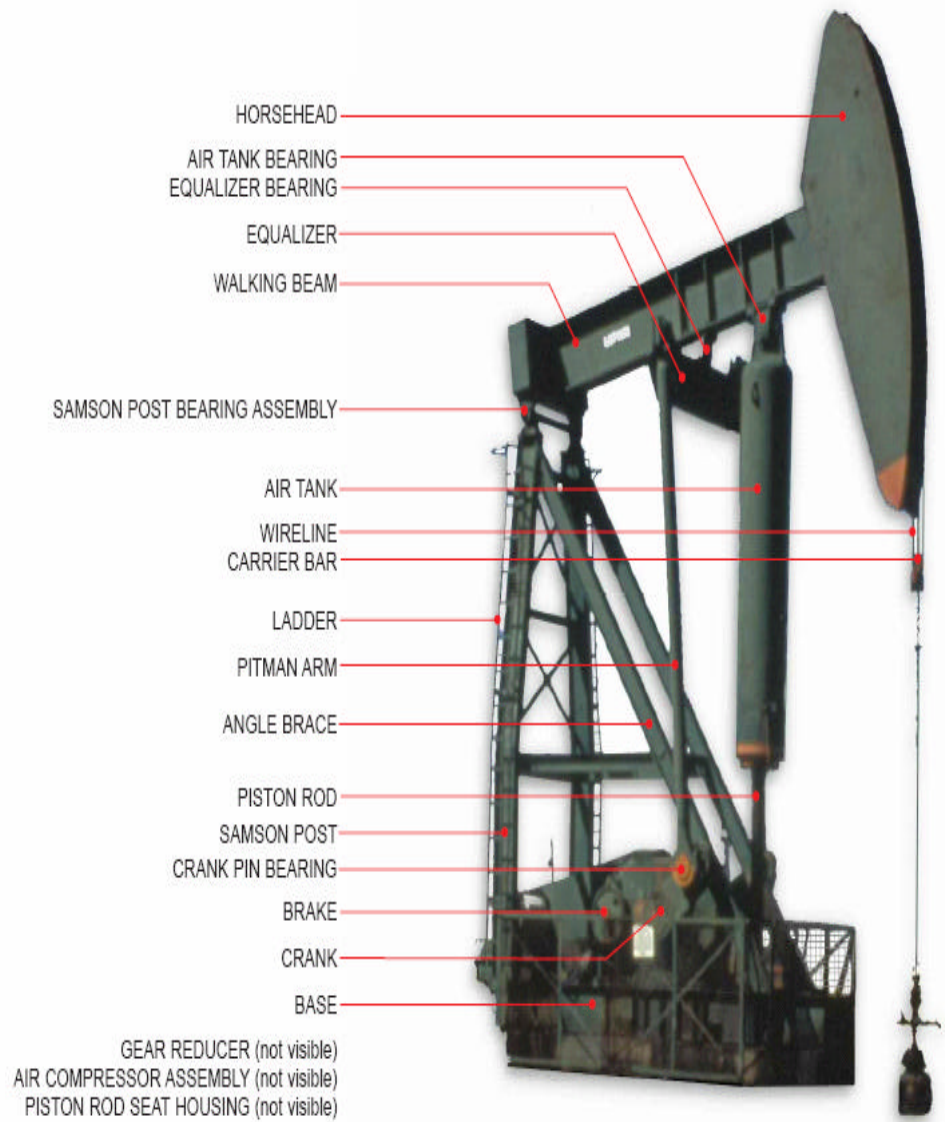 HORSEHEAD
AIR TANK BEARING
EQUALIZER BEARING
EQUALIZER
WALKING BEAM
SAMSON POST BEARING ASSEMBLY
AIR TANK
WIRELINE
CARRIER BAR
LADDER
PITMAN ARM
ANGLE BRACE
PISTON ROD
SAMSON POST
CRANK PIN BEARING
BRAKE
CRANK
BASE
GEAR REDUCER (not visible)
AIR COMPRESSOR ASSEMBLY (not visible)
PISTON ROD SEAT HOUSING (not visible)